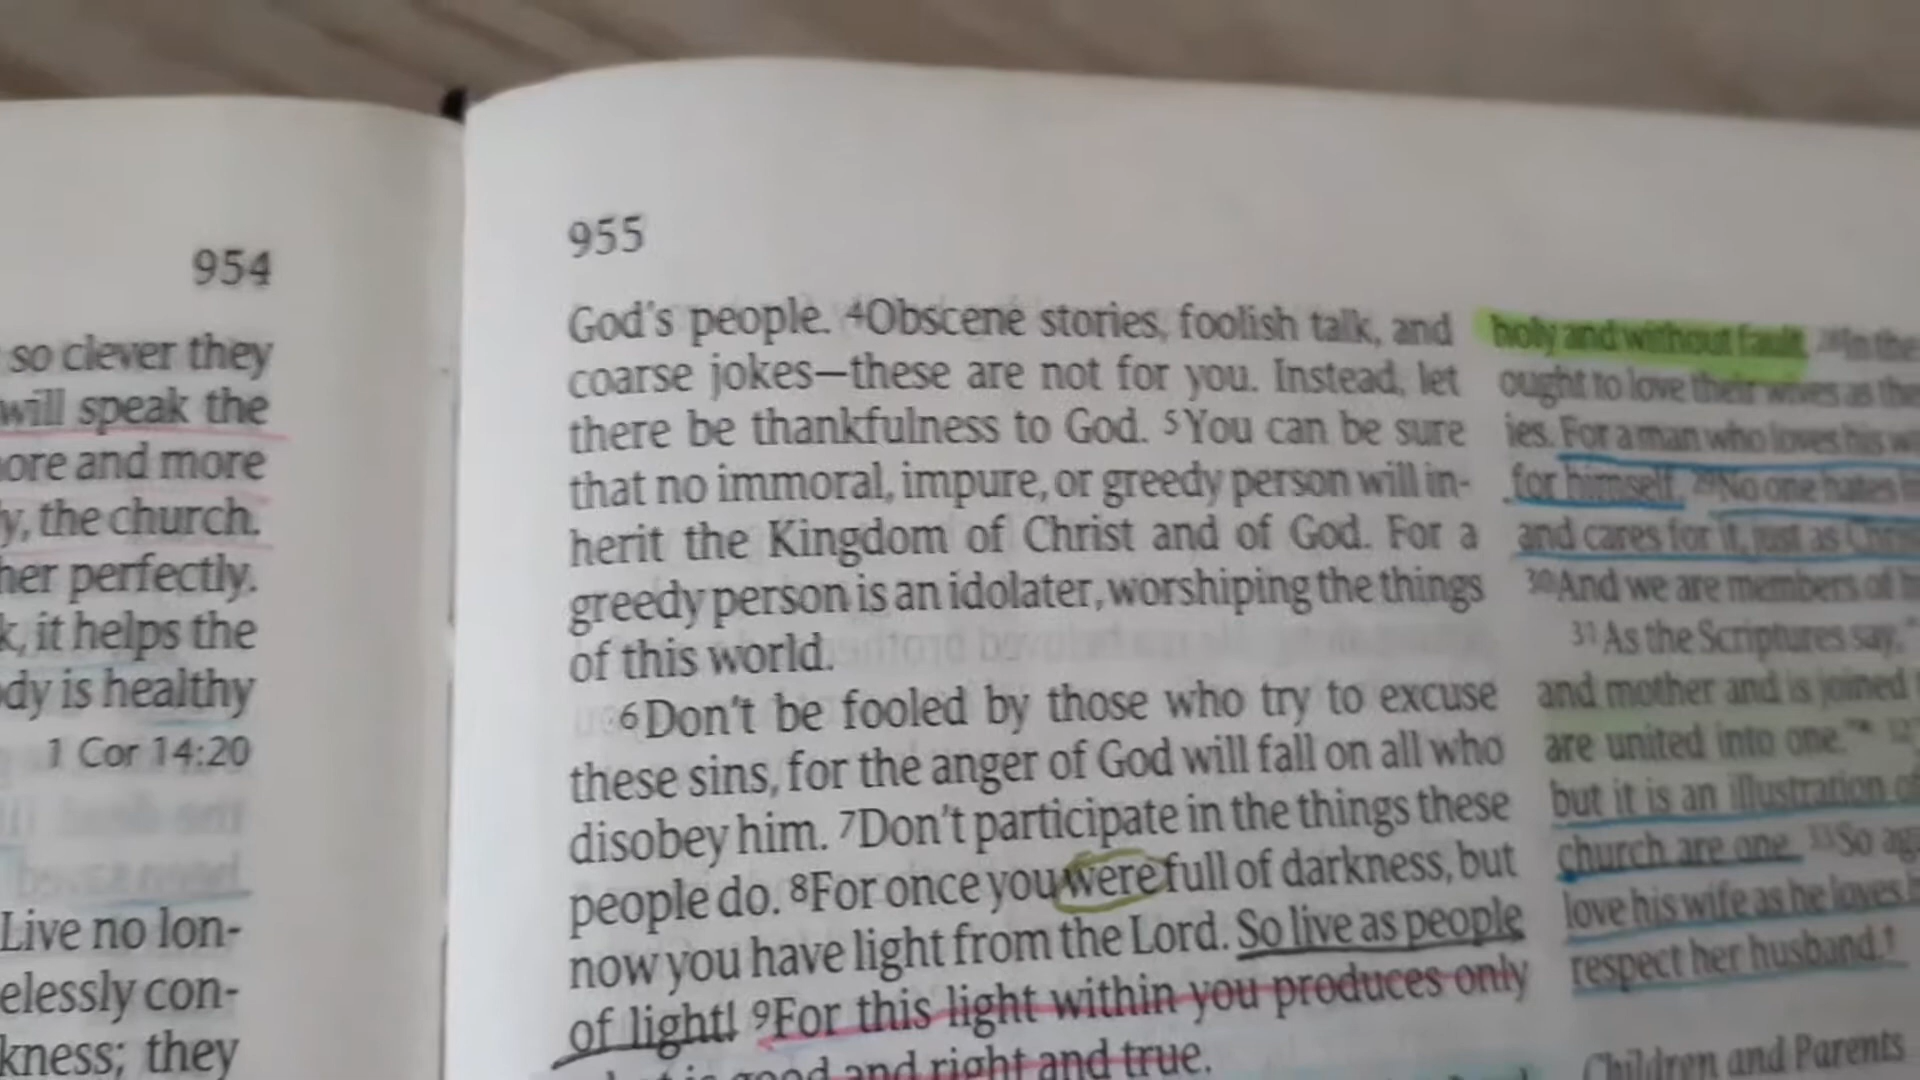 954
so clever they
will speak the
ore and more
y, the church.
her perfectly.
k, it helps the
dy is healthy
1 Cor 14:20
Live no lon-
elessly con-
kness; they
955
God's people. 4Obscene stories, foolish talk, and
coarse jokes—these are not for you. Instead, let
there be thankfulness to God. 5You can be sure
that no immoral, impure, or greedy person will in-
herit the Kingdom of Christ and of God. For a
greedy person is an idolater, worshiping the things
of this world.
6Don't be fooled by those who try to excuse
these sins, for the anger of God will fall on all who
disobey him. 7Don't participate in the things these
people do. 8For once you were full of darkness, but
now you have light from the Lord. So live as people
of light! 9For this light within you produces only
is good and right and true.
holy and without fault. 28In the
ought to love their wives as the
ies. For a man who loves his
for himself. 29No one hates
and cares for it, just as Christ
30And we are members of
31As the Scriptures say,
and mother and is joined
are united into one."* 32
but it is an illustration of
church are one. 33So
love his wife as he loves
respect her husband.†
Children and Parents